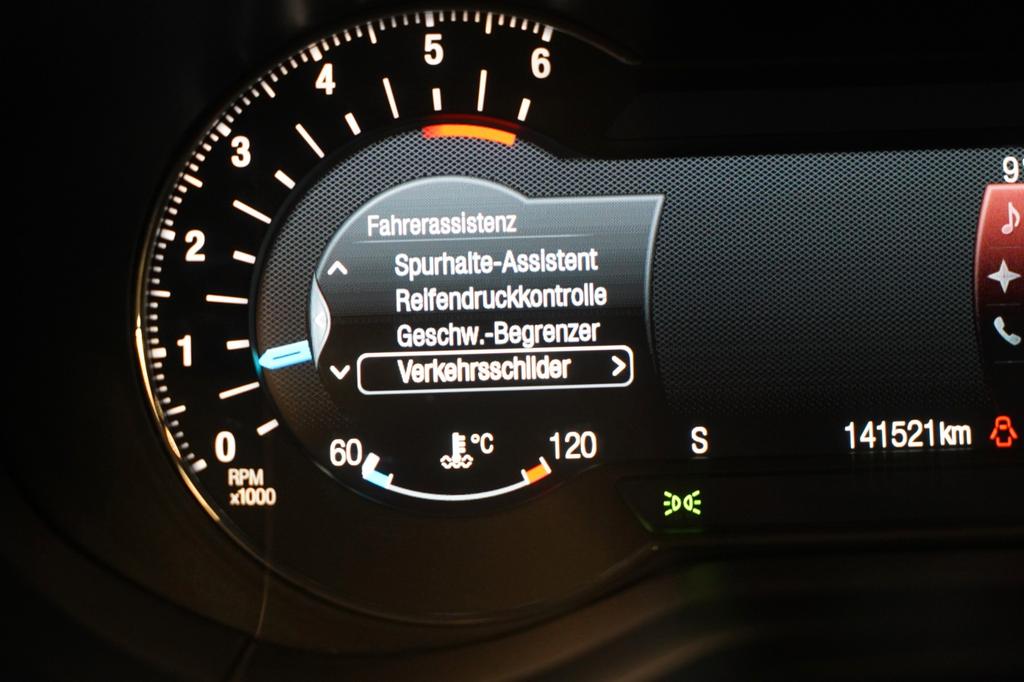 6
5
4
3
2
1
0
RPM
x1000
Fahrerassistenz
Spurhalte-Assistent
Reifendruckkontrolle
Geschw.-Begrenzer
Verkehrsschilder
60 °C 120
S
141521km
9